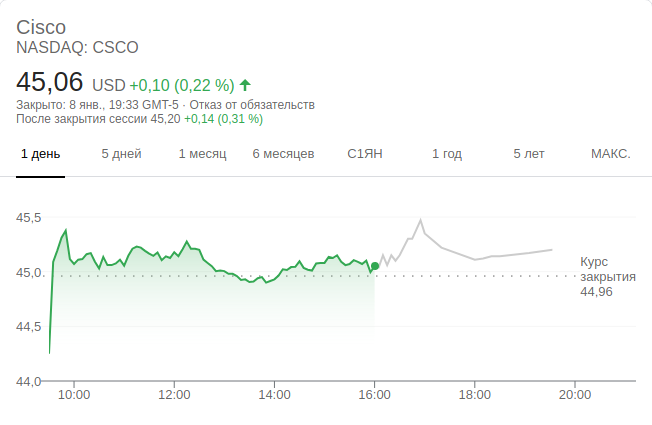 Cisco
NASDAQ: CSCO
45,06 USD +0,10 (0,22 %)
Закрыто: 8 янв., 19:33 GMT-5 · Отказ от обязательств
После закрытия сессии 45,20 +0,14 (0,31 %)
1 день 5 дней 1 месяц 6 месяцев С1ЯН 1 год 5 лет МАКС.
45,5
45,0
44,5
44,0
Курс
закрытия
44,96
10:00 12:00 14:00 16:00 18:00 20:00